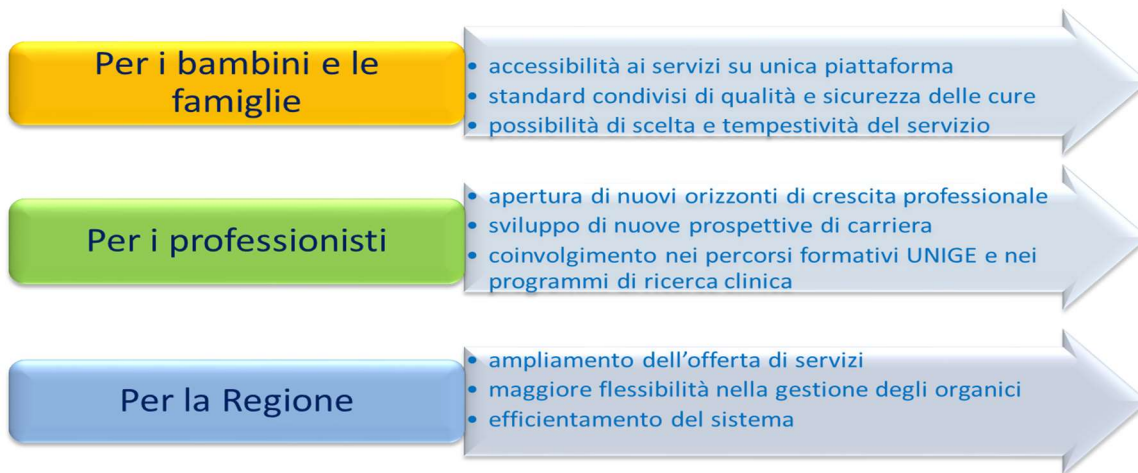 Per i bambini e le
famiglie
• accessibilità ai servizi su unica piattaforma
• standard condivisi di qualità e sicurezza delle cure
• possibilità di scelta e tempestività del servizio
Per i professionisti
• apertura di nuovi orizzonti di crescita professionale
• sviluppo di nuove prospettive di carriera
• coinvolgimento nei percorsi formativi UNIGE e nei
programmi di ricerca clinica
Per la Regione
• ampliamento dell'offerta di servizi
• maggiore flessibilità nella gestione degli organici
• efficientamento del sistema